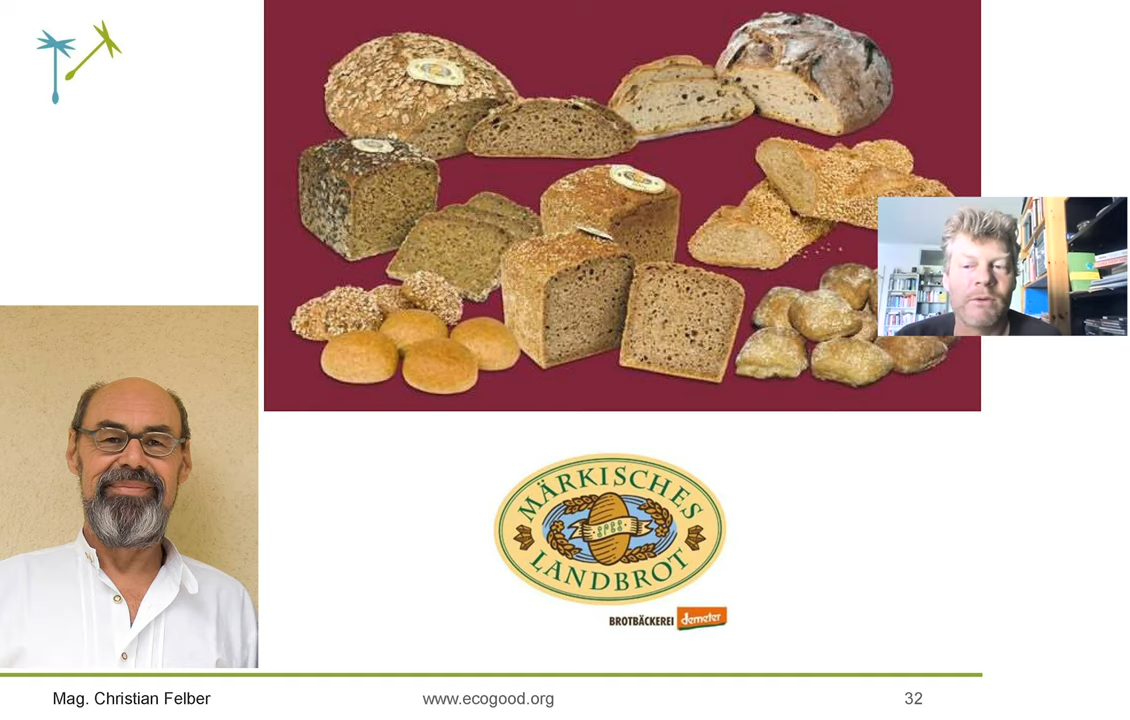 MÄRKISCHES
LANDBROT
BROTBÄCKEREI demeter
Mag. Christian Felber
www.ecogood.org
32